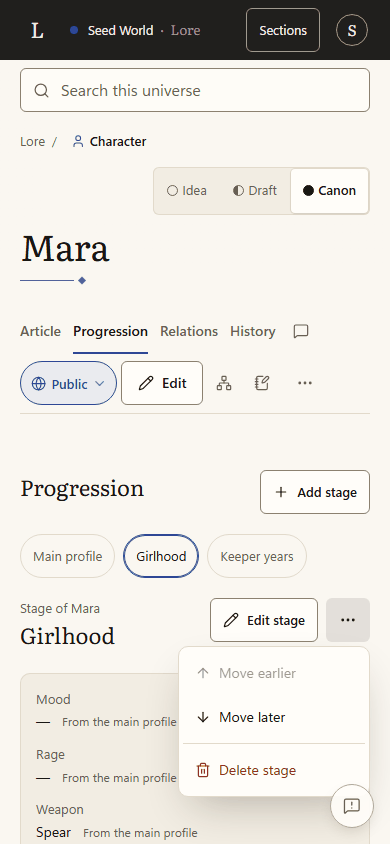 L Seed World · Lore Sections S
Search this universe
Lore / Character
Idea Draft Canon
Mara
Article Progression Relations History
Public Edit
Progression
Add stage
Main profile Girlhood Keeper years
Stage of Mara
Girlhood
Edit stage
Move earlier
Move later
Delete stage
Mood
— From the main profile
Rage
— From the main profile
Weapon
Spear From the main profile